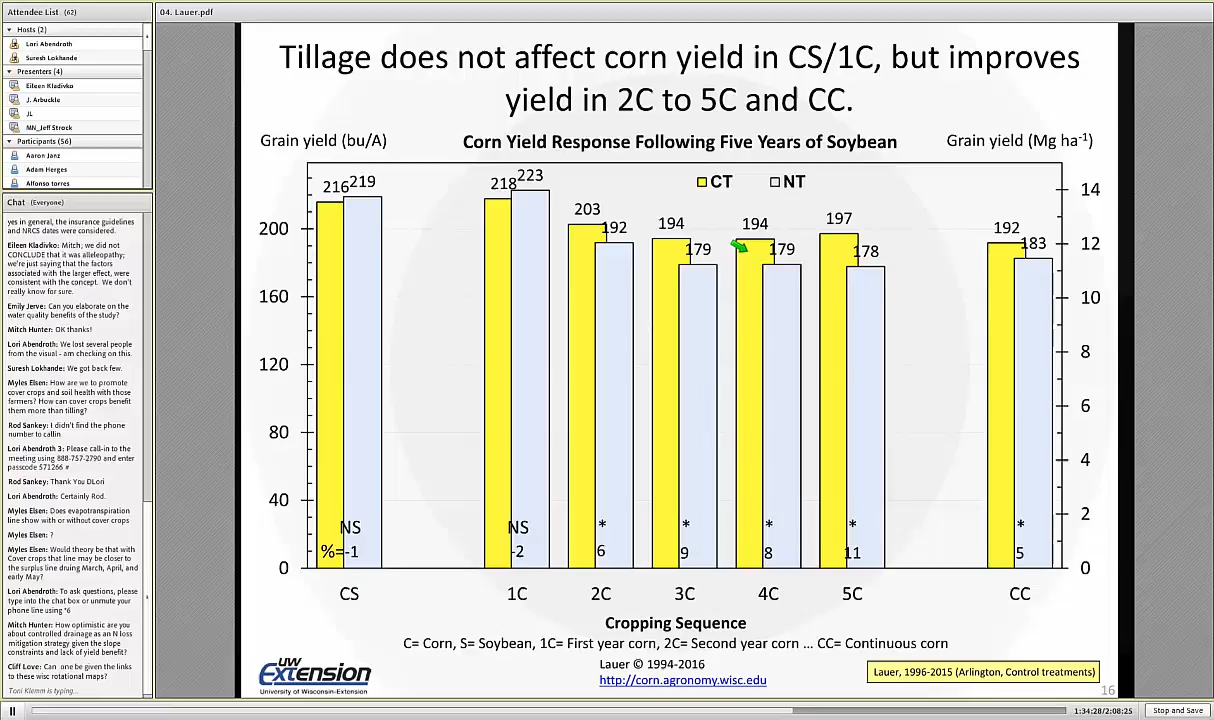 Attendee List (62)
Hosts (2)
Lori Abendroth
Suresh Lokhande
Presenters (4)
Eileen Kladivko
J. Arbuckle
JL
MN_Jeff Strock
Participants (56)
Aaron Janz
Adam Herges
Alfonso torres
Chat (Everyone)
yes in general, the insurance guidelines
and NRCS dates were considered.
Eileen Kladivko: Mitch; we did not
CONCLUDE that it was alleleopathy;
we're just saying that the factors
associated with the larger effect, were
consistent with the concept. We don't
really know for sure.
Emily Jerve: Can you elaborate on the
water quality benefits of the study?
Mitch Hunter: OK thanks!
Lori Abendroth: We lost several people
from the visual - am checking on this.
Suresh Lokhande: We got back few.
Myles Elsen: How are we to promote
cover crops and soil health with those
farmers? How can cover crops benefit
them more than tilling?
Rod Sankey: I didn't find the phone
number to callin
Lori Abendroth 3: Please call-in to the
meeting using 888-757-2790 and enter
passcode 571266 #
Rod Sankey: Thank You DLori
Lori Abendroth: Certainly Rod.
Myles Elsen: Does evapotranspiration
line show with or without cover crops
Myles Elsen: ?
Myles Elsen: Would theory be that with
Cover crops that line may be closer to
the surplus line druing March, April, and
early May?
Lori Abendroth: To ask questions, please
type into the chat box or unmute your
phone line using *6
Mitch Hunter: How optimistic are you
about controlled drainage as an N loss
mitigation strategy given the slope
constraints and lack of yield benefit?
Cliff Love: Can one be given the links
to these wisc rotational maps?
Toni Klemm is typing...
04. Lauer.pdf
Tillage does not affect corn yield in CS/1C, but improves
yield in 2C to 5C and CC.
Grain yield (bu/A)
Corn Yield Response Following Five Years of Soybean
Grain yield (Mg ha-1)
CT NT
216 219 218 223 203 192 194 179 194 179 197 178 192 183
200
160
120
80
40
0
14
12
10
8
6
4
2
0
NS NS * * * * *
%=-1 -2 6 9 8 11 5
CS 1C 2C 3C 4C 5C CC
Cropping Sequence
C= Corn, S= Soybean, 1C= First year corn, 2C= Second year corn ... CC= Continuous corn
UW Extension
University of Wisconsin-Extension
Lauer © 1994-2016
http://corn.agronomy.wisc.edu
Lauer, 1996-2015 (Arlington, Control treatments)
16
1:34:28/2:08:25
Stop and Save